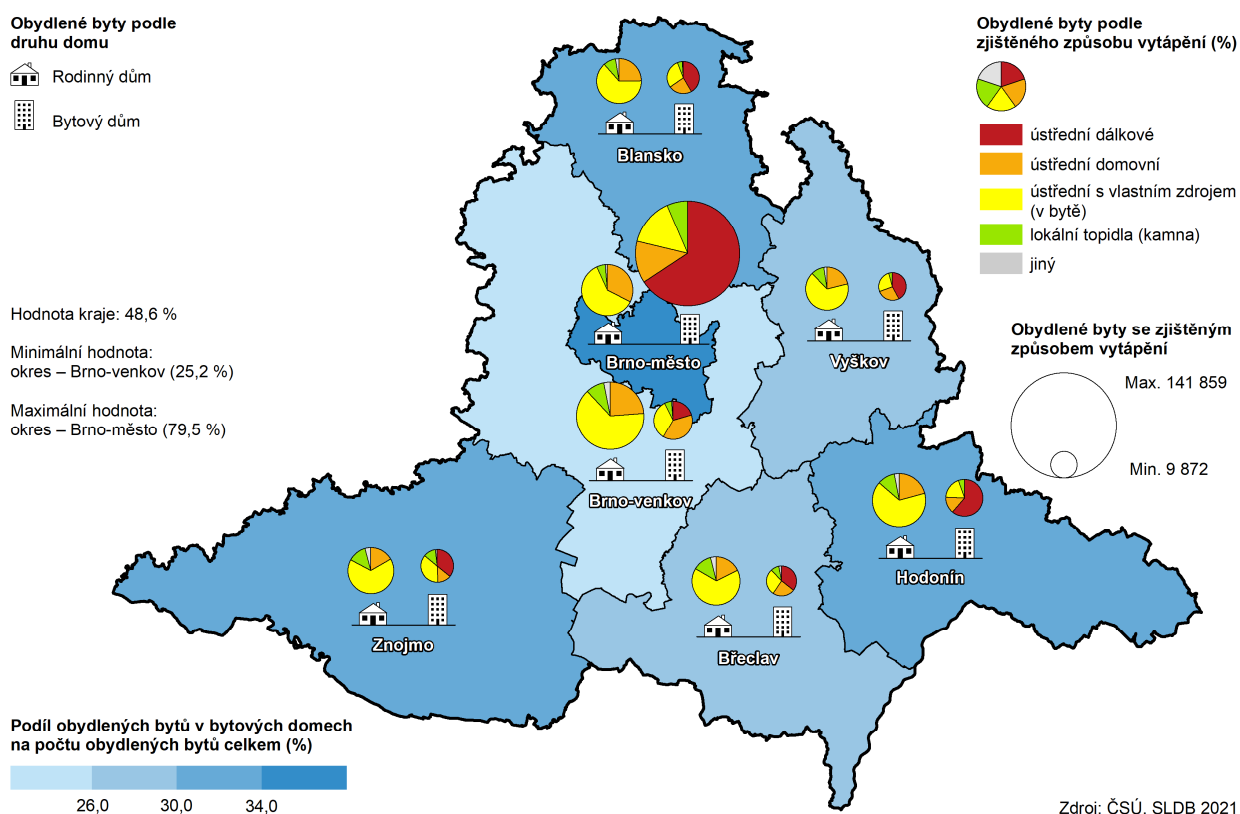 Obydlené byty podle
druhu domu
Rodinný dům
Bytový dům
Obydlené byty podle
zjištěného způsobu vytápění (%)
ústřední dálkové
ústřední domovní
ústřední s vlastním zdrojem
(v bytě)
lokální topidla (kamna)
jiný
Blansko
Hodnota kraje: 48,6 %
Minimální hodnota:
okres – Brno-venkov (25,2 %)
Maximální hodnota:
okres – Brno-město (79,5 %)
Brno-město
Vyškov
Obydlené byty se zjištěným
způsobem vytápění
Max. 141 859
Min. 9 872
Brno-venkov
Hodonín
Znojmo
Břeclav
Podíl obydlených bytů v bytových domech
na počtu obydlených bytů celkem (%)
26,0 30,0 34,0
Zdroj: ČSÚ, SLDB 2021